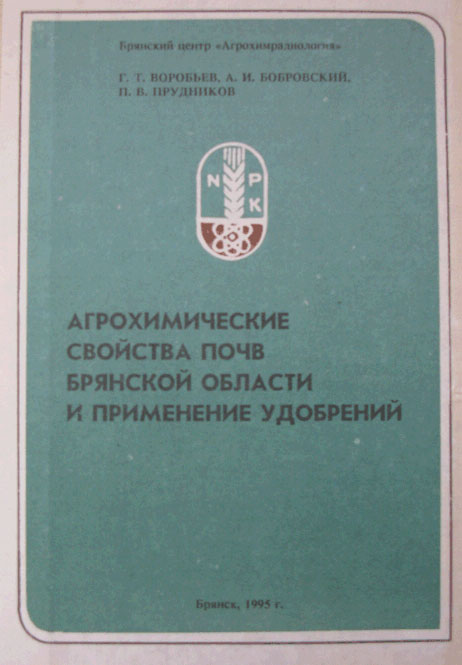 Брянский центр «Агрохимрадиология»
Г. Т. ВОРОБЬЕВ, А. И. БОБРОВСКИЙ,
П. В. ПРУДНИКОВ
N P
K
АГРОХИМИЧЕСКИЕ
СВОЙСТВА ПОЧВ
БРЯНСКОЙ ОБЛАСТИ
И ПРИМЕНЕНИЕ УДОБРЕНИЙ
Брянск, 1995 г.